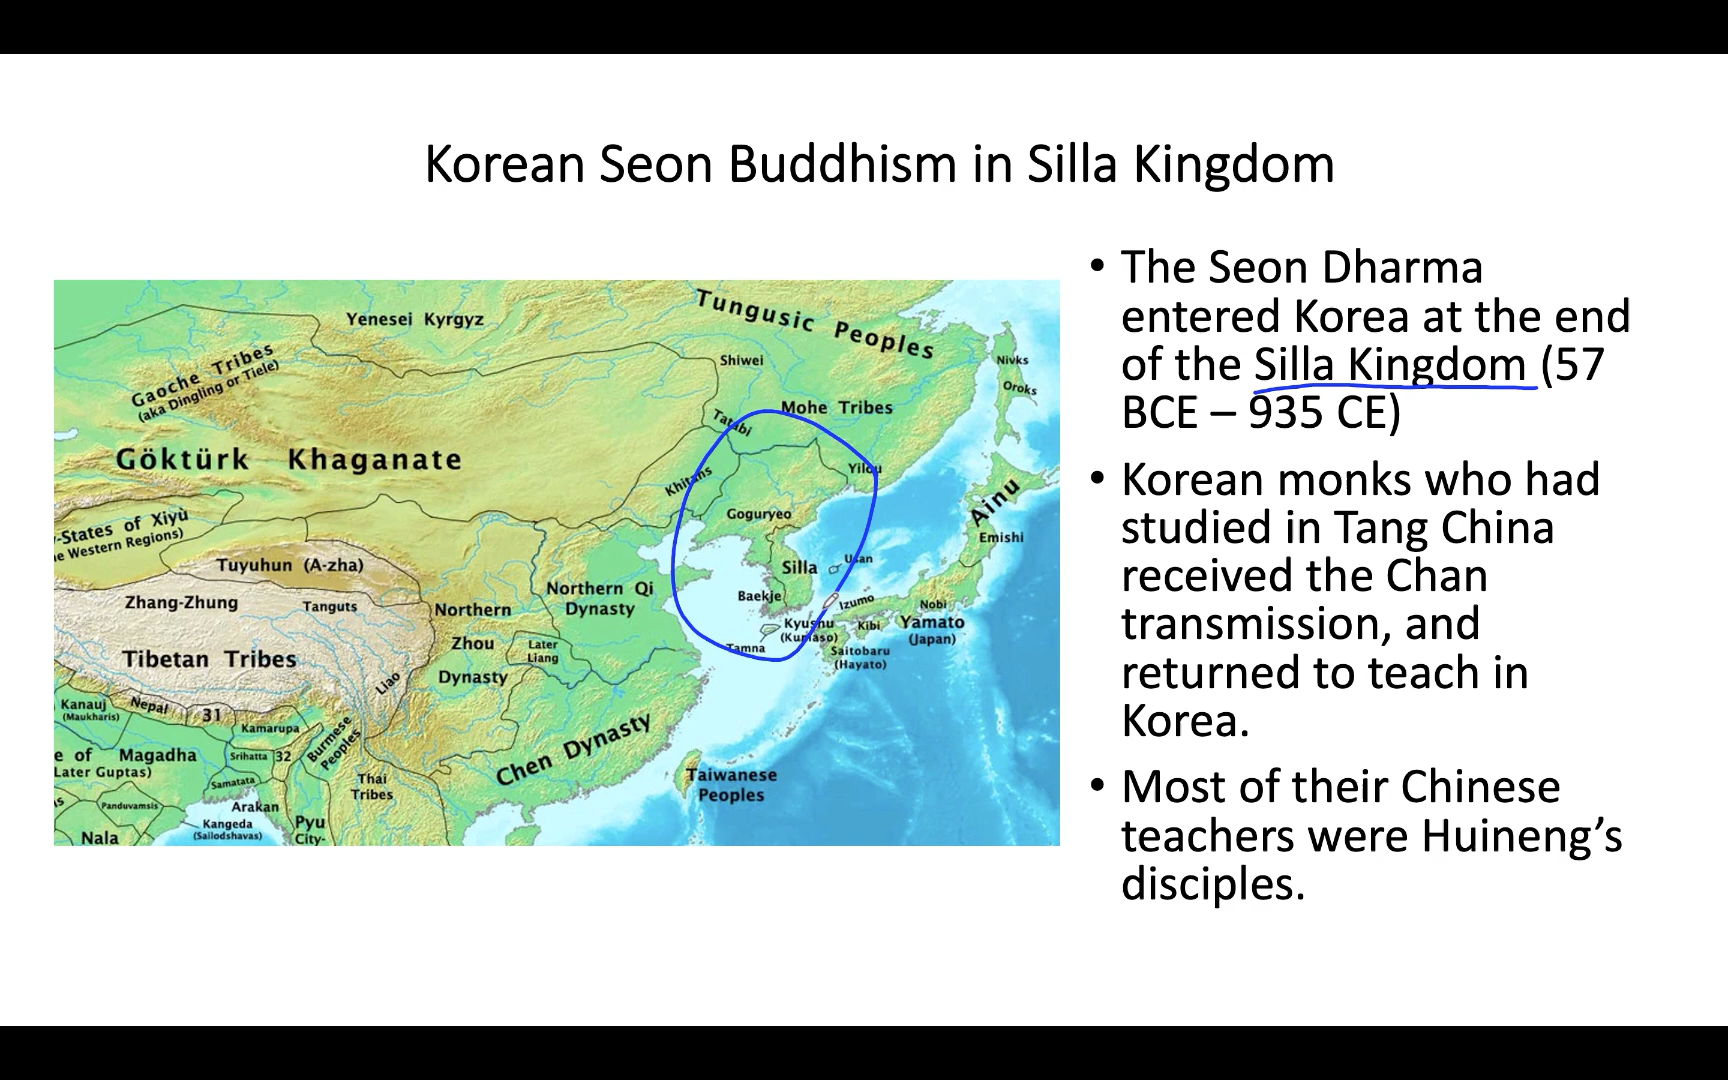 Korean Seon Buddhism in Silla Kingdom
Yenesei Kyrgyz
Tungusic Peoples
Gaoche Tribes
(aka Dingling or Tiele)
Shiwei
Nivks
Oroks
Mohe Tribes
Tatabi
Göktürk Khaganate
Khitans
Yilou
Ainu
Goguryeo
Emishi
-States of Xiyù
e Western Regions)
Tuyuhun (A-zha)
Silla
Usan
Zhang-Zhung
Tanguts
Northern
Zhou
Dynasty
Northern Qi
Dynasty
Baekje
Izumo
Nobi
Kyushu
(Kumaso)
Kibi
Yamato
(Japan)
Tamna
Saitobaru
(Hayato)
Later
Liang
Tibetan Tribes
Liao
Kanauj
(Maukharis)
Nepal
31
Kamarupa
Burmese
Peoples
e of Magadha
Later Guptas)
Srihatta
32
Samatata
Thai
Tribes
Chen Dynasty
Taiwanese
Peoples
s
Panduvamsis
Arakan
Kangeda
(Sailodshavas)
Pyu
City-
Nala
• The Seon Dharma
entered Korea at the end
of the Silla Kingdom (57
BCE – 935 CE)
• Korean monks who had
studied in Tang China
received the Chan
transmission, and
returned to teach in
Korea.
• Most of their Chinese
teachers were Huineng’s
disciples.